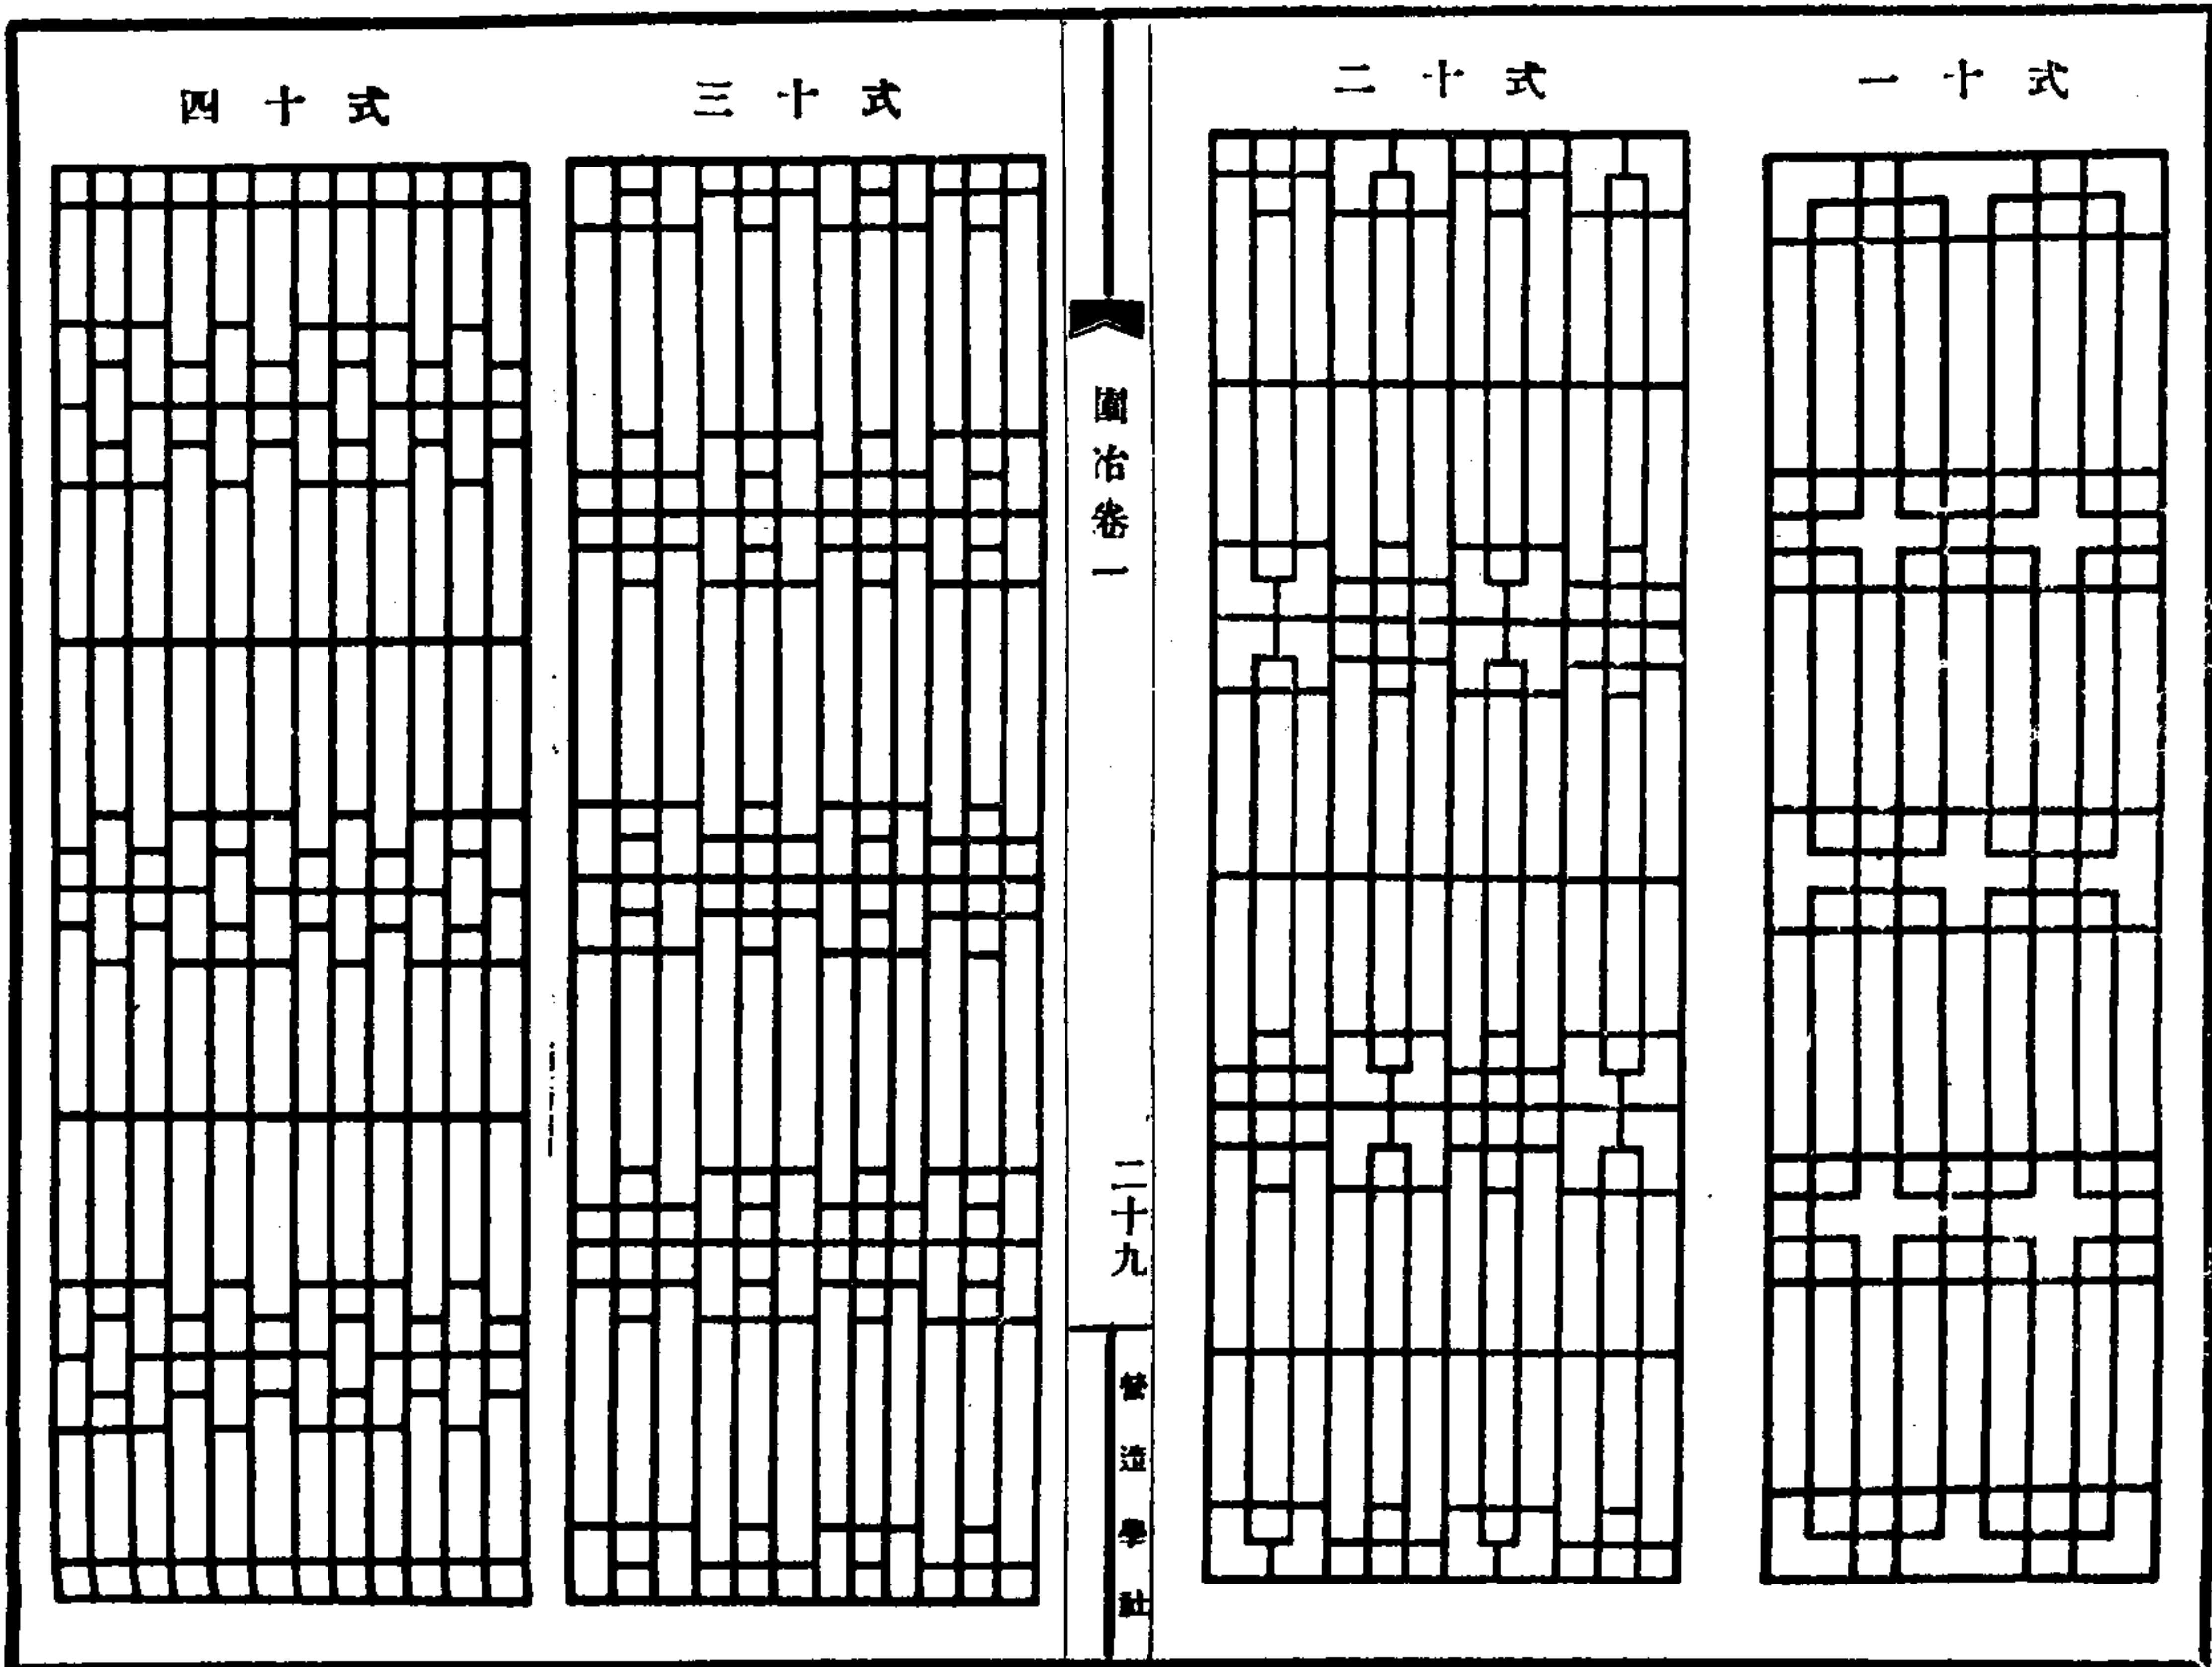 式十一
式十二
園冶卷一
二十九
營造學社
式十三
式十四